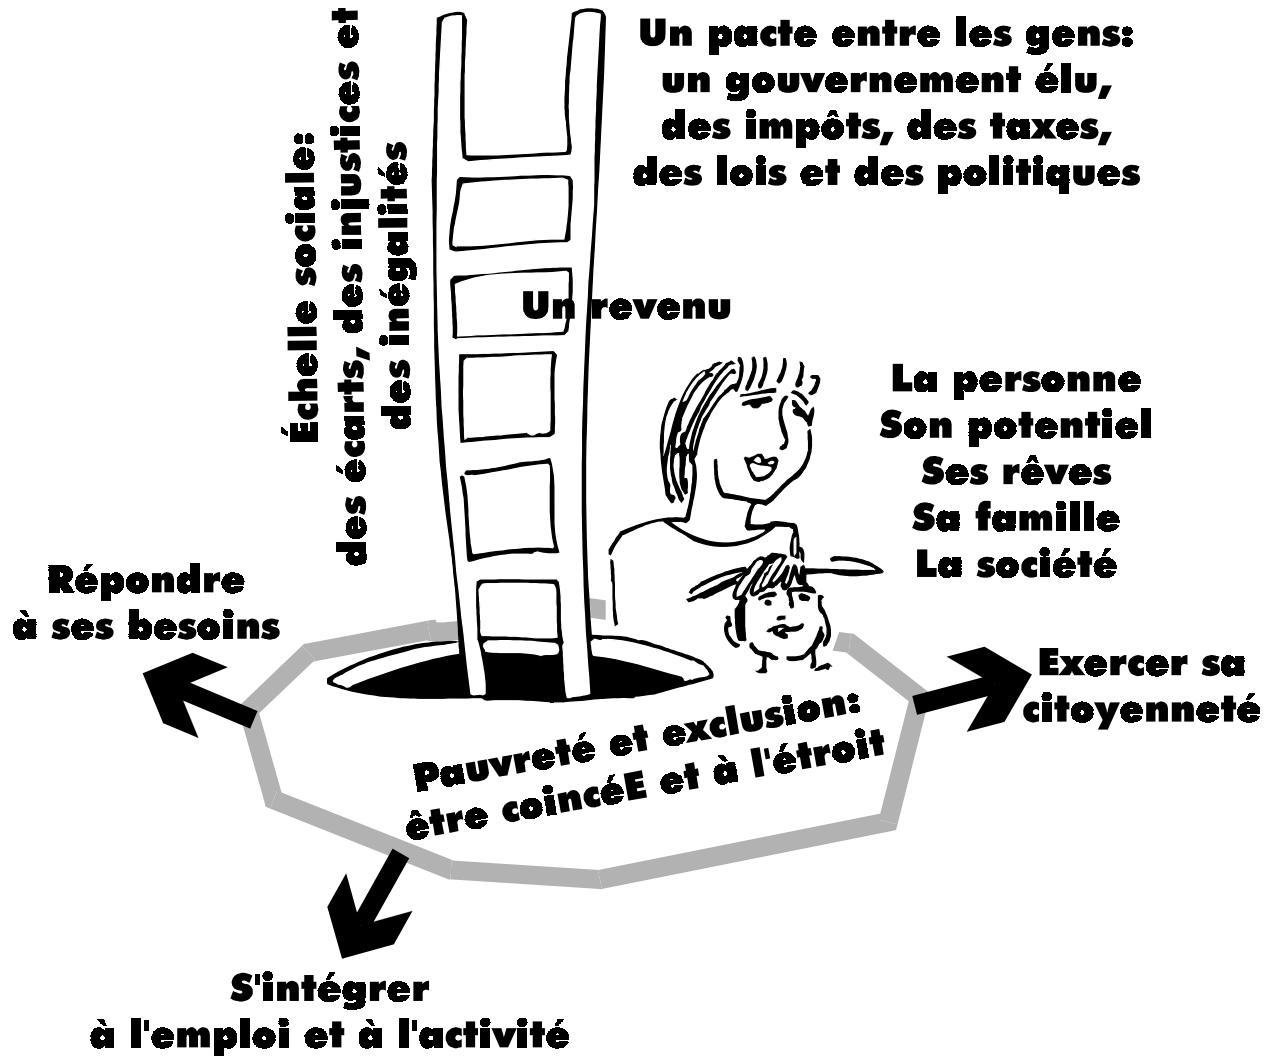 Un pacte entre les gens:
un gouvernement élu,
des impôts, des taxes,
des lois et des politiques
Échelle sociale:
des écarts, des injustices et
des inégalités
Un revenu
La personne
Son potentiel
Ses rêves
Sa famille
La société
Répondre
à ses besoins
Exercer sa
citoyenneté
Pauvreté et exclusion:
être coincéE et à l'étroit
S'intégrer
à l'emploi et à l'activité